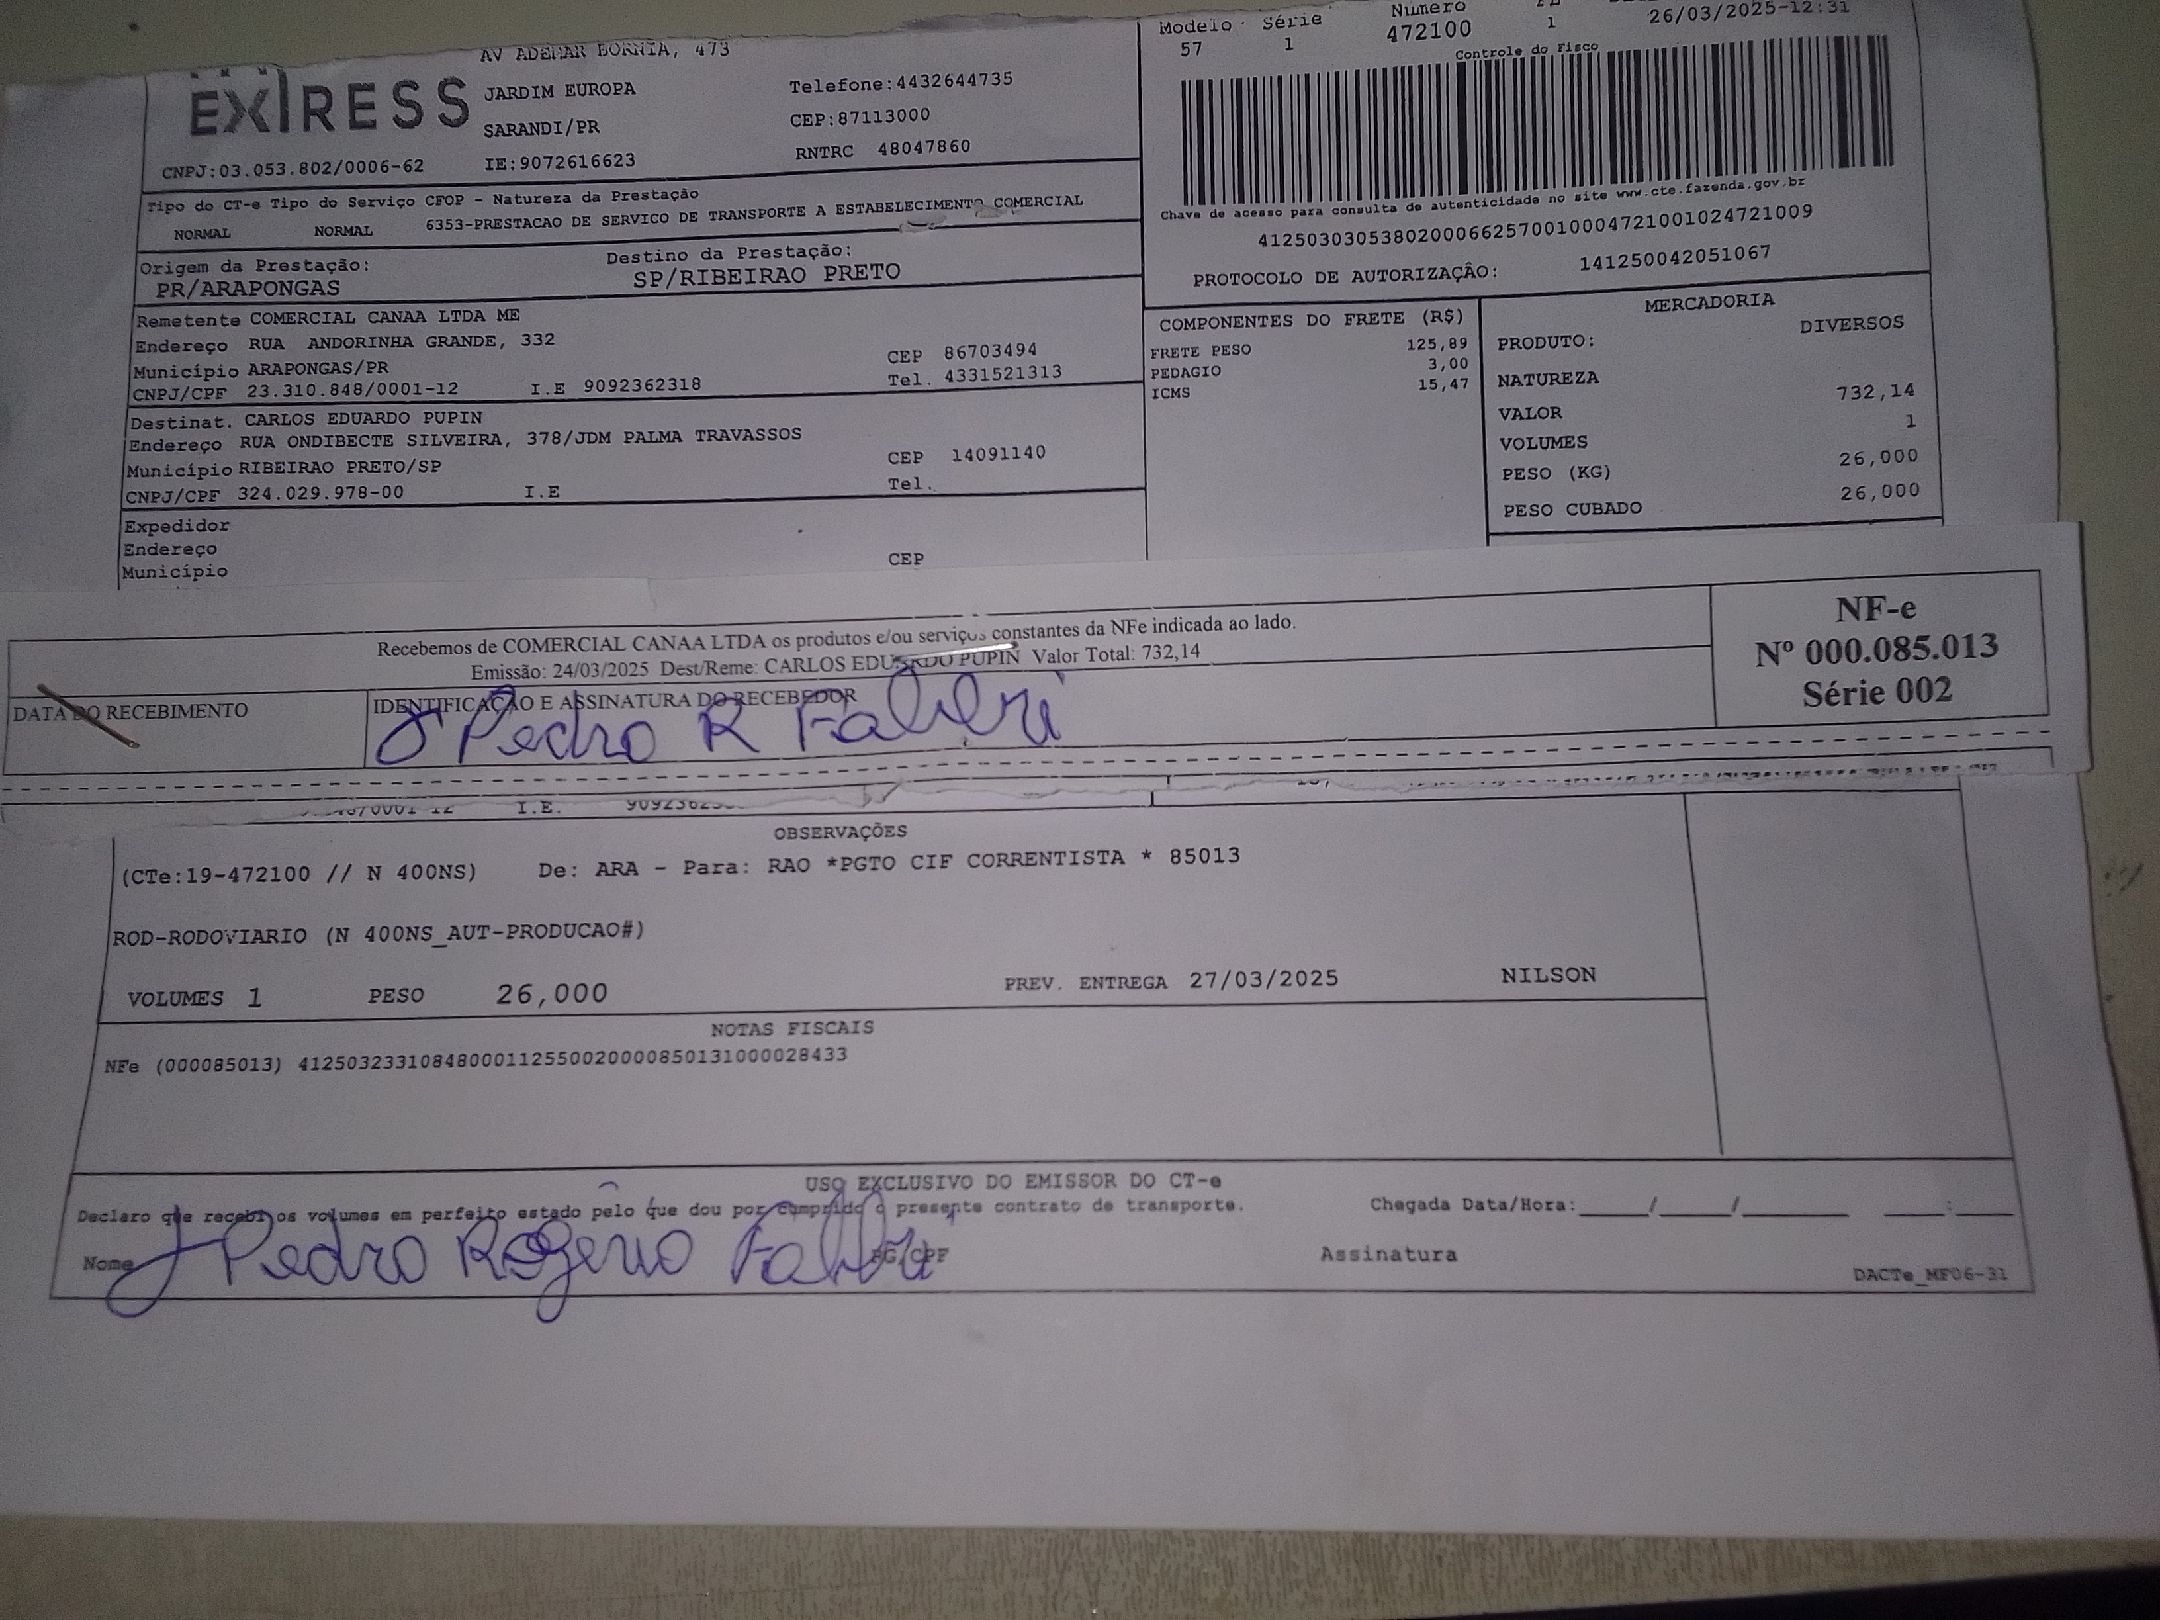 AV ADEMAR BORNIA, 473
EXPRESS
JARDIM EUROPA
Telefone:4432644735
SARANDI/PR
CEP:87113000
CNPJ:03.053.802/0006-62 IE:9072616623
RNTRC 48047860
Modelo Série Numero
57 1 472100 1 26/03/2025-12:31
Controle do Fisco
Chave de acesso para consulta de autenticidade no site www.cte.fazenda.gov.br
41250303053802000662570010004721001024721009
PROTOCOLO DE AUTORIZAÇÃO: 141250042051067
Tipo do CT-e Tipo do Serviço CFOP - Natureza da Prestação
NORMAL NORMAL 6353-PRESTACAO DE SERVICO DE TRANSPORTE A ESTABELECIMENTO COMERCIAL
Origem da Prestação: Destino da Prestação:
PR/ARAPONGAS SP/RIBEIRAO PRETO
Remetente COMERCIAL CANAA LTDA ME
Endereço RUA ANDORINHA GRANDE, 332
CEP 86703494
Município ARAPONGAS/PR
Tel. 4331521313
CNPJ/CPF 23.310.848/0001-12 I.E 9092362318
Destinat. CARLOS EDUARDO PUPIN
Endereço RUA ONDIBECTE SILVEIRA, 378/JDM PALMA TRAVASSOS
Município RIBEIRAO PRETO/SP CEP 14091140
CNPJ/CPF 324.029.978-00 I.E Tel.
Expedidor
Endereço
Município CEP
COMPONENTES DO FRETE (R$)
FRETE PESO 125,89
PEDAGIO 3,00
ICMS 15,47
MERCADORIA
PRODUTO: DIVERSOS
NATUREZA
VALOR 732,14
VOLUMES 1
PESO (KG) 26,000
PESO CUBADO 26,000
Recebemos de COMERCIAL CANAA LTDA os produtos e/ou serviços constantes da NFe indicada ao lado.
Emissão: 24/03/2025 Dest/Reme: CARLOS EDUARDO PUPIN Valor Total: 732,14
DATA DO RECEBIMENTO
IDENTIFICAÇÃO E ASSINATURA DO RECEBEDOR
Pedro R Fabbri
NF-e
Nº 000.085.013
Série 002
I.E.
OBSERVAÇÕES
(CTe:19-472100 // N 400NS) De: ARA - Para: RAO *PGTO CIF CORRENTISTA * 85013
ROD-RODOVIARIO (N 400NS_AUT-PRODUCAO#)
VOLUMES 1 PESO 26,000 PREV. ENTREGA 27/03/2025 NILSON
NOTAS FISCAIS
NFe (000085013) 41250323310848000112550020000850131000028433
USO EXCLUSIVO DO EMISSOR DO CT-e
Declaro que recebi os volumes em perfeito estado pelo que dou por cumprido o presente contrato de transporte.
Chegada Data/Hora:_____/_____/________ ____:____
Nome Pedro Rogerio Fabbri RG/CPF Assinatura
DACTe_MF06-31